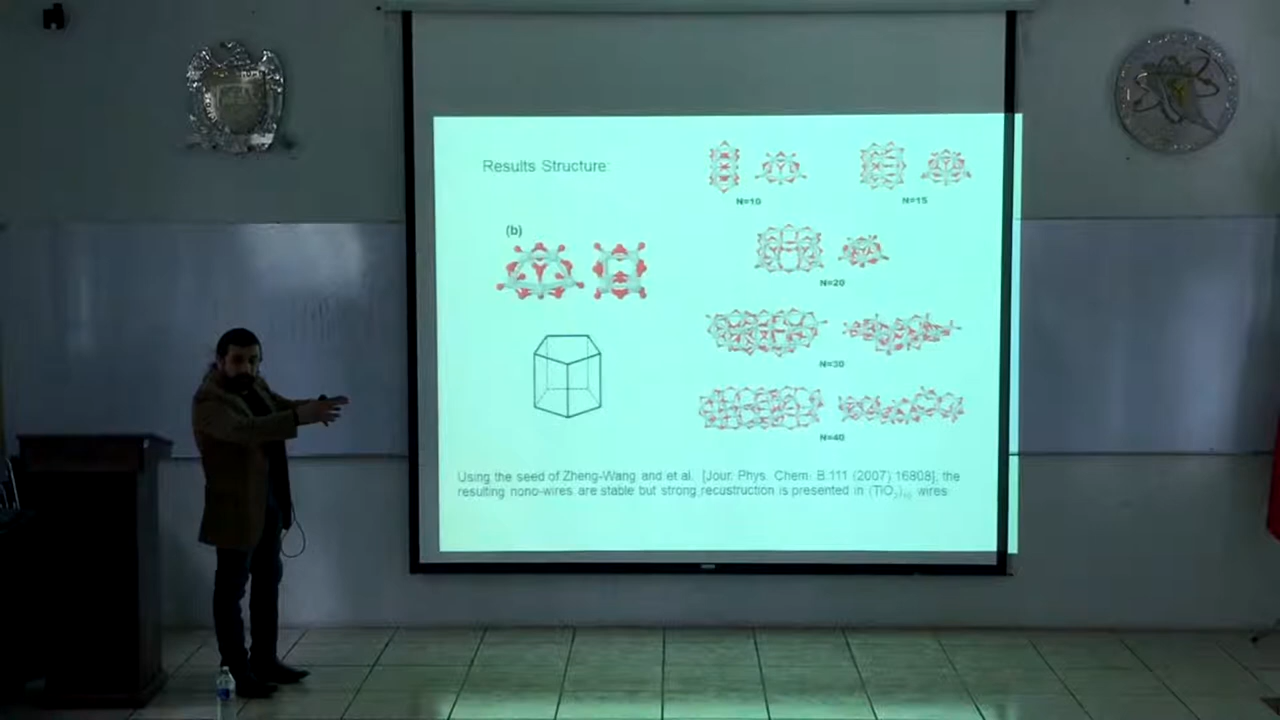 Results Structure:
N=10
N=15
(b)
N=20
N=30
N=40
Using the seed of Zheng-Wang and et al. [Jour. Phys. Chem. B.111 (2007) 16808], the
resulting nono-wires are stable but strong recustruction is presented in (TiO₂)₁₀ wires